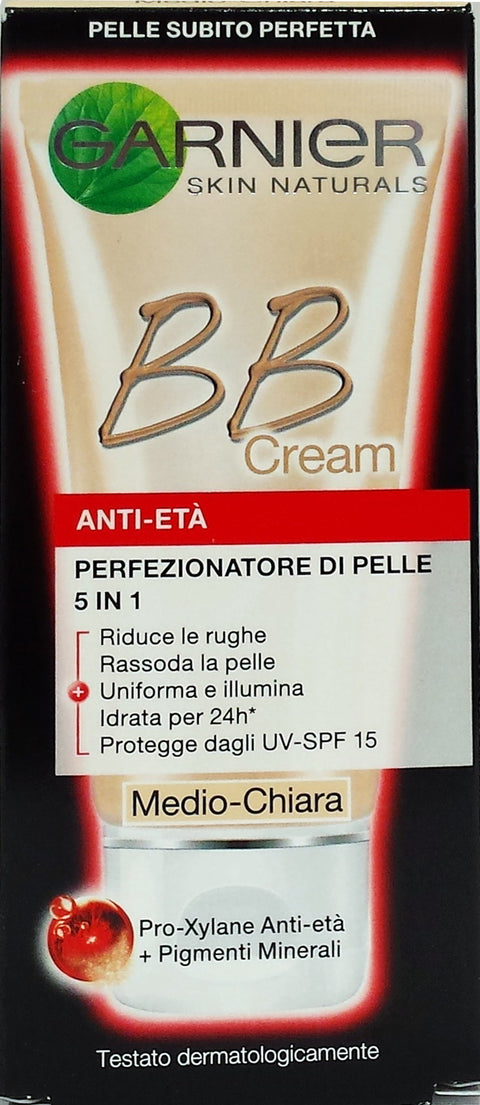 Medio-Chiara
PELLE SUBITO PERFETTA
GARNIER
SKIN NATURALS
BB
Cream
ANTI-ETÀ
PERFEZIONATORE DI PELLE
5 IN 1
Riduce le rughe
Rassoda la pelle
+ Uniforma e illumina
Idrata per 24h*
Protegge dagli UV-SPF 15
Medio-Chiara
Pro-Xylane Anti-età
+ Pigmenti Minerali
Testato dermatologicamente